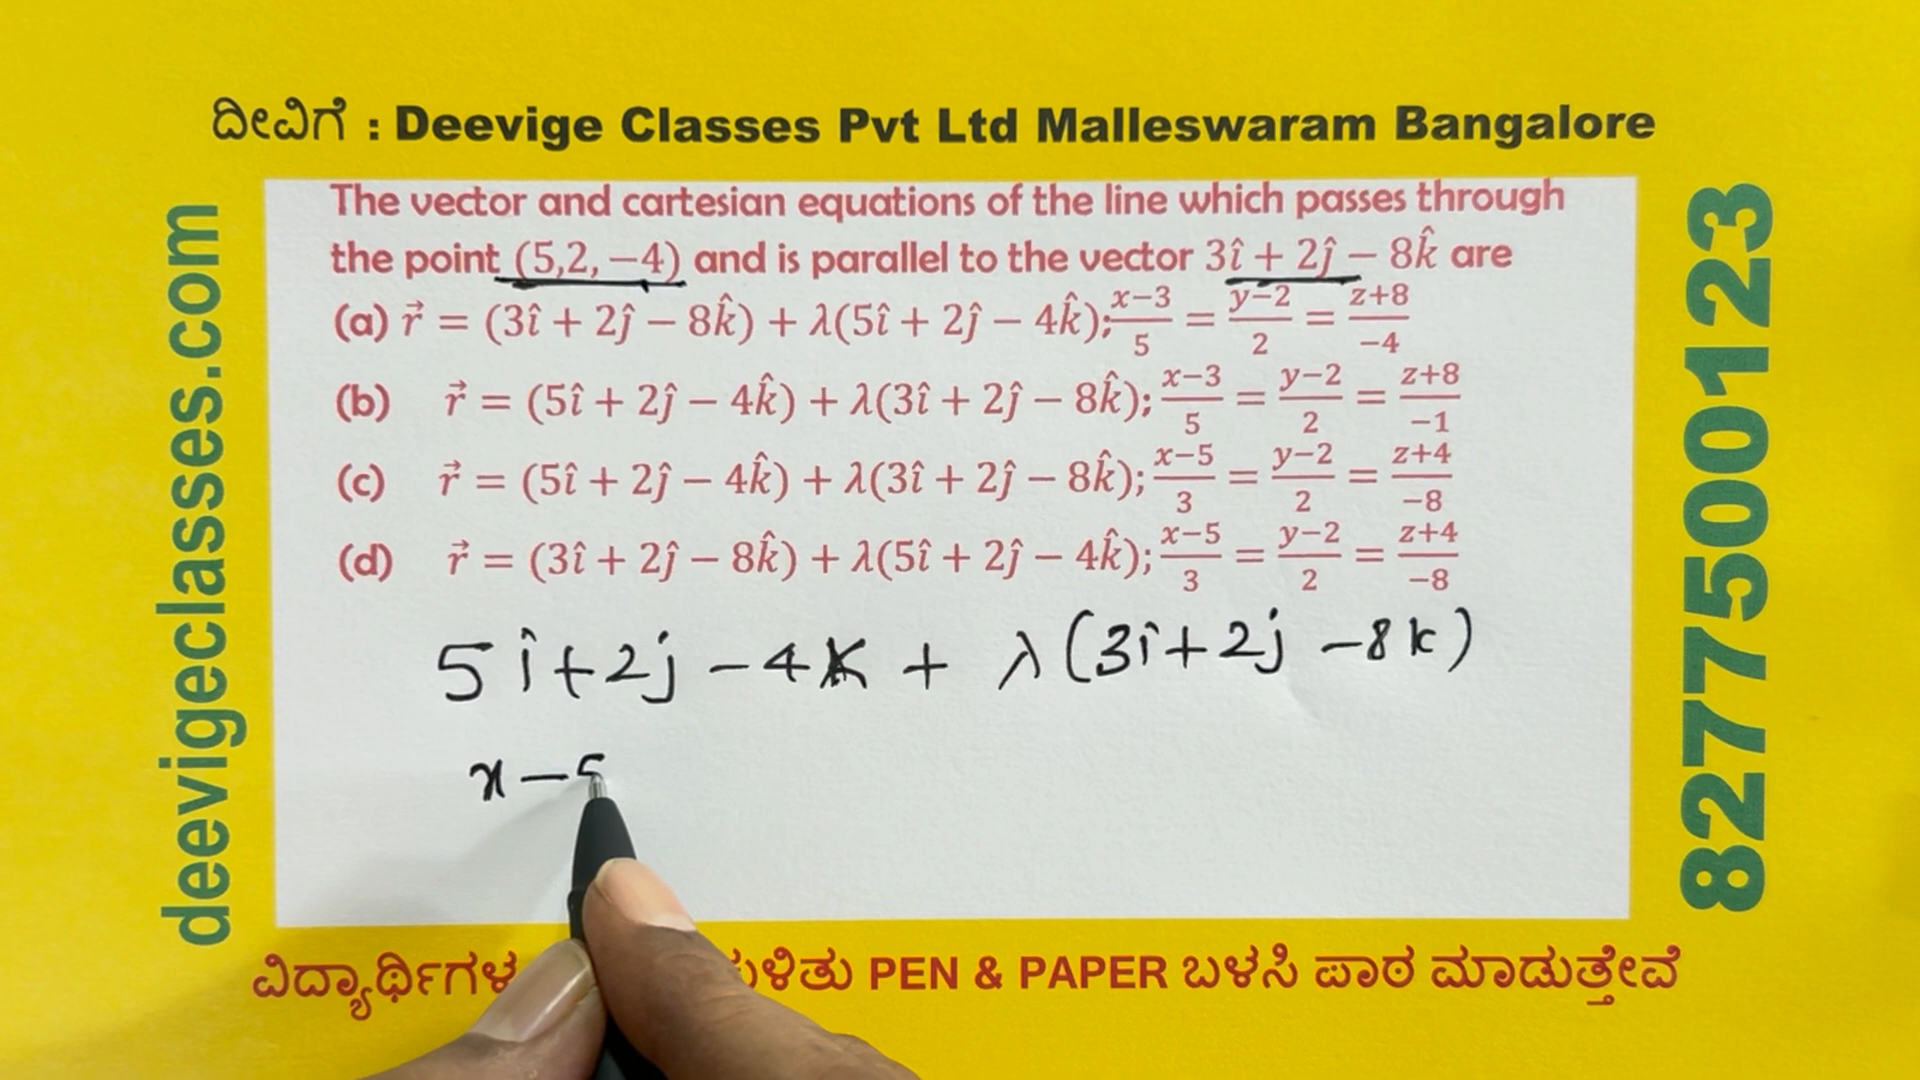 ದೀವಿಗೆ : Deevige Classes Pvt Ltd Malleswaram Bangalore
deevigeclasses.com
The vector and cartesian equations of the line which passes through
the point (5,2,−4) and is parallel to the vector 3î + 2ĵ − 8k̂ are
(a) r⃗ = (3î + 2ĵ − 8k̂) + λ(5î + 2ĵ − 4k̂); (x−3)/5 = (y−2)/2 = (z+8)/−4
(b) r⃗ = (5î + 2ĵ − 4k̂) + λ(3î + 2ĵ − 8k̂); (x−3)/5 = (y−2)/2 = (z+8)/−1
(c) r⃗ = (5î + 2ĵ − 4k̂) + λ(3î + 2ĵ − 8k̂); (x−5)/3 = (y−2)/2 = (z+4)/−8
(d) r⃗ = (3î + 2ĵ − 8k̂) + λ(5î + 2ĵ − 4k̂); (x−5)/3 = (y−2)/2 = (z+4)/−8
5î+2j −4k + λ(3î+2j −8k)
x−5
8277500123
ವಿದ್ಯಾರ್ಥಿಗಳ PEN & PAPER ಬಳಸಿ ಪಾಠ ಮಾಡುತ್ತೇವೆ